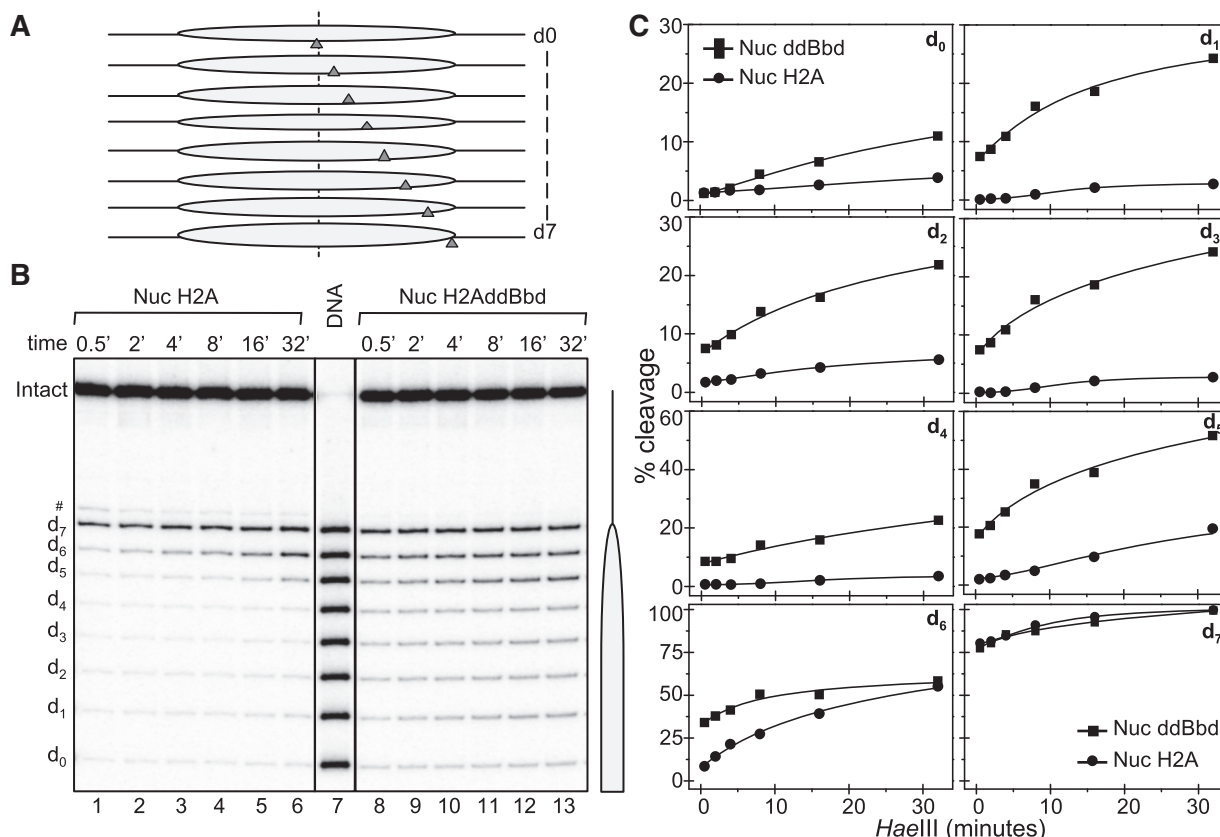 A
d0
d7
B
Nuc H2A
DNA
Nuc H2AddBbd
time 0.5' 2' 4' 8' 16' 32' 0.5' 2' 4' 8' 16' 32'
Intact
#
d7
d6
d5
d4
d3
d2
d1
d0
1 2 3 4 5 6 7 8 9 10 11 12 13
C
% cleavage
30
20
10
0
Nuc ddBbd
Nuc H2A
d0
d1
30
20
10
0
d2
d3
60
40
20
0
d4
d5
100
75
50
25
0
d6
d7
Nuc ddBbd
Nuc H2A
0 10 20 30 0 10 20 30
HaeIII (minutes)